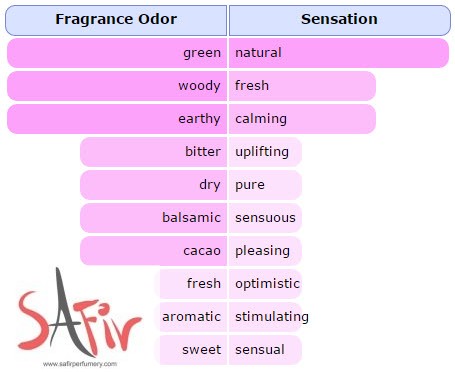 Fragrance Odor Sensation
green natural
woody fresh
earthy calming
bitter uplifting
dry pure
balsamic sensuous
cacao pleasing
fresh optimistic
aromatic stimulating
sweet sensual
SAFir
www.safirperfumery.com